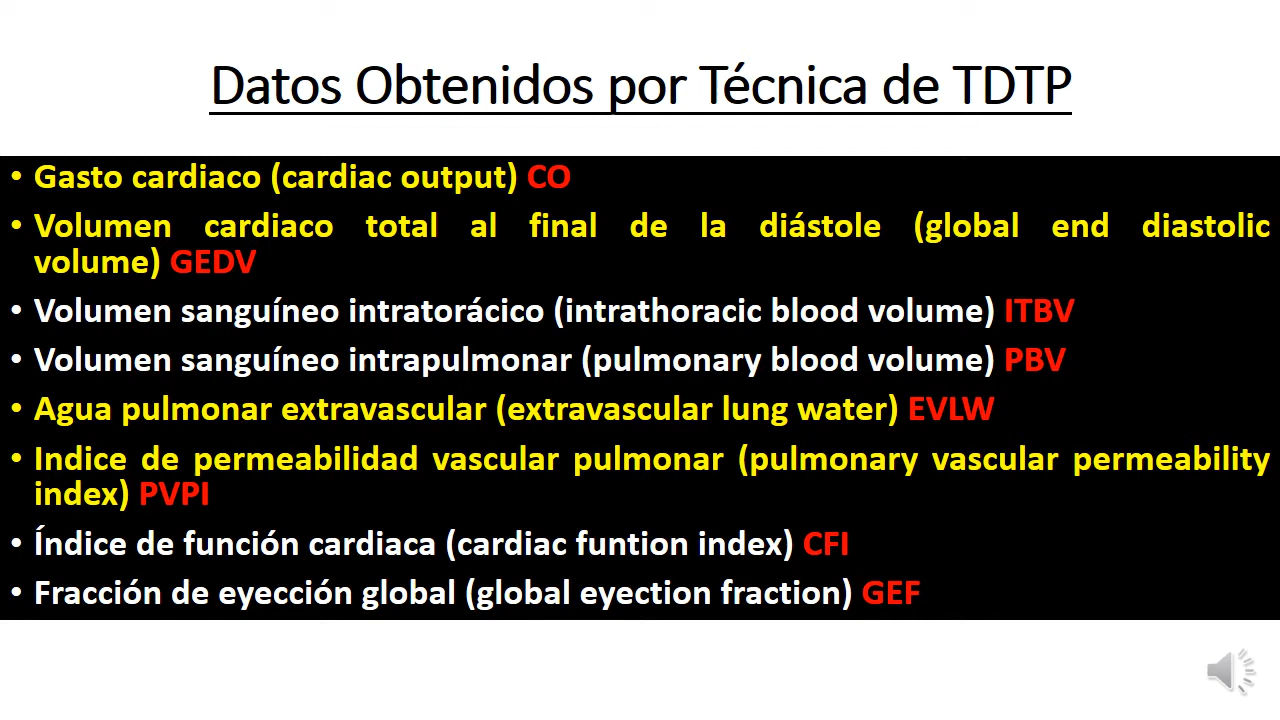 Datos Obtenidos por Técnica de TDTP
• Gasto cardiaco (cardiac output) CO
• Volumen cardiaco total al final de la diástole (global end diastolic
volume) GEDV
• Volumen sanguíneo intratorácico (intrathoracic blood volume) ITBV
• Volumen sanguíneo intrapulmonar (pulmonary blood volume) PBV
• Agua pulmonar extravascular (extravascular lung water) EVLW
• Indice de permeabilidad vascular pulmonar (pulmonary vascular permeability
index) PVPI
• Índice de función cardiaca (cardiac funtion index) CFI
• Fracción de eyección global (global eyection fraction) GEF